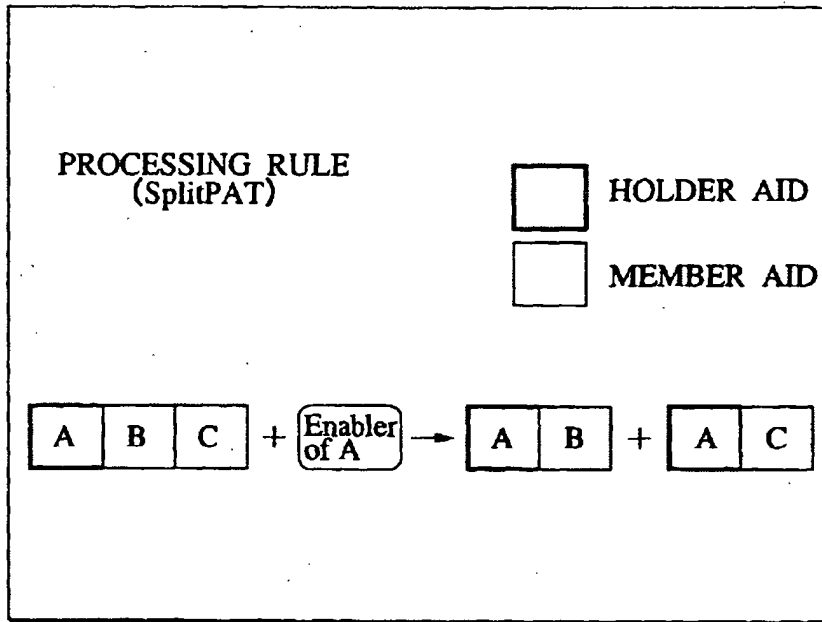 PROCESSING RULE
(SplitPAT)
HOLDER AID
MEMBER AID
A B C + Enabler of A → A B + A C